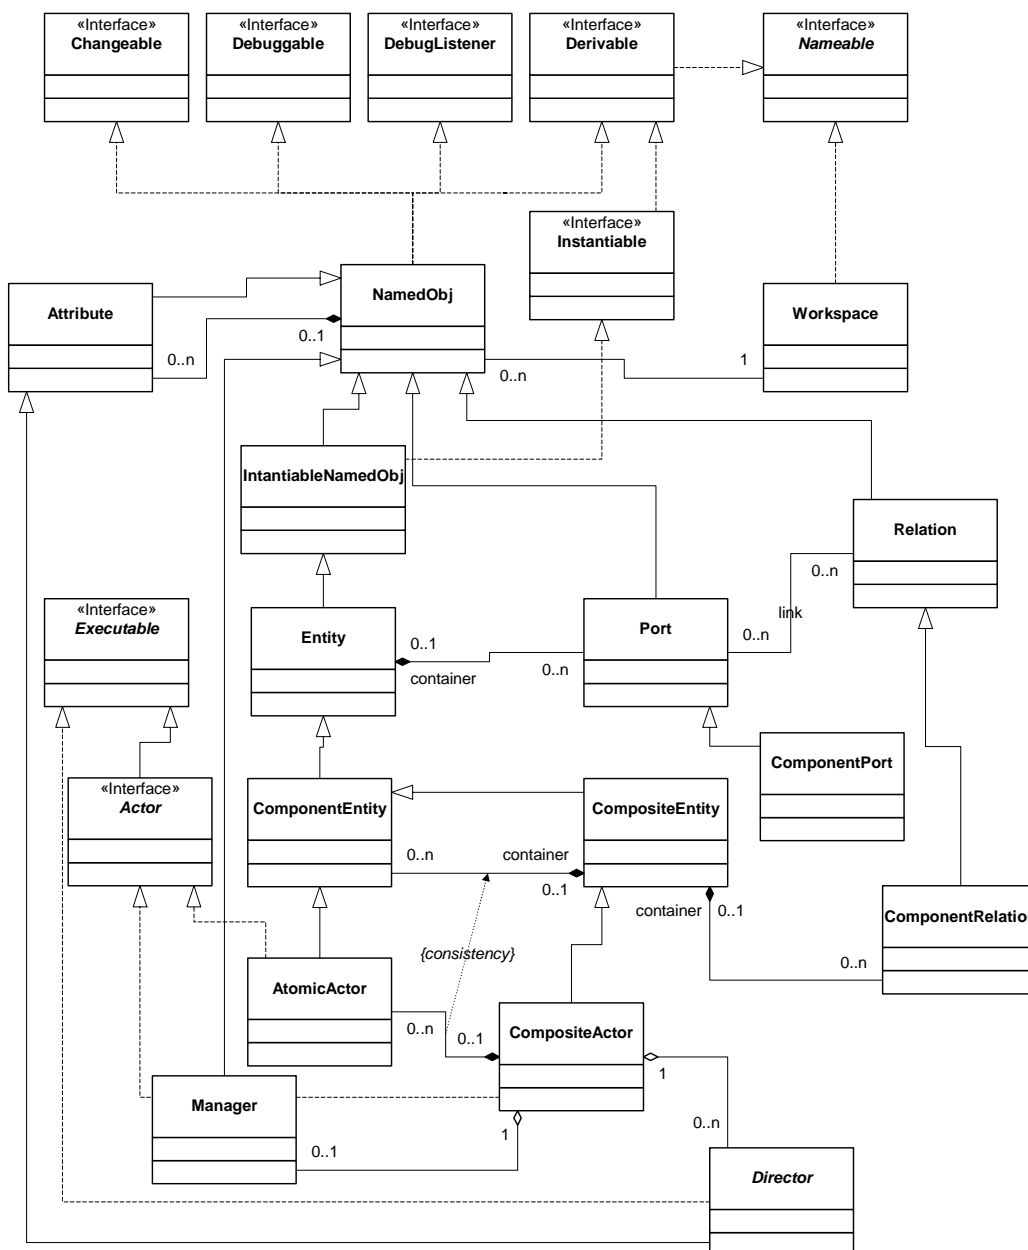 «Interface»
Changeable
«Interface»
Debuggable
«Interface»
DebugListener
«Interface»
Derivable
«Interface»
Nameable
«Interface»
Instantiable
NamedObj
Attribute
Workspace
0..1
0..n
0..n
1
IntantiableNamedObj
Relation
0..n
«Interface»
Executable
Entity
Port
link
0..1
0..n
container
0..n
ComponentPort
«Interface»
Actor
ComponentEntity
CompositeEntity
0..n
container
0..1
container
0..1
ComponentRelation
{consistency}
0..n
AtomicActor
0..n
0..1
CompositeActor
1
Manager
1
0..n
0..1
Director